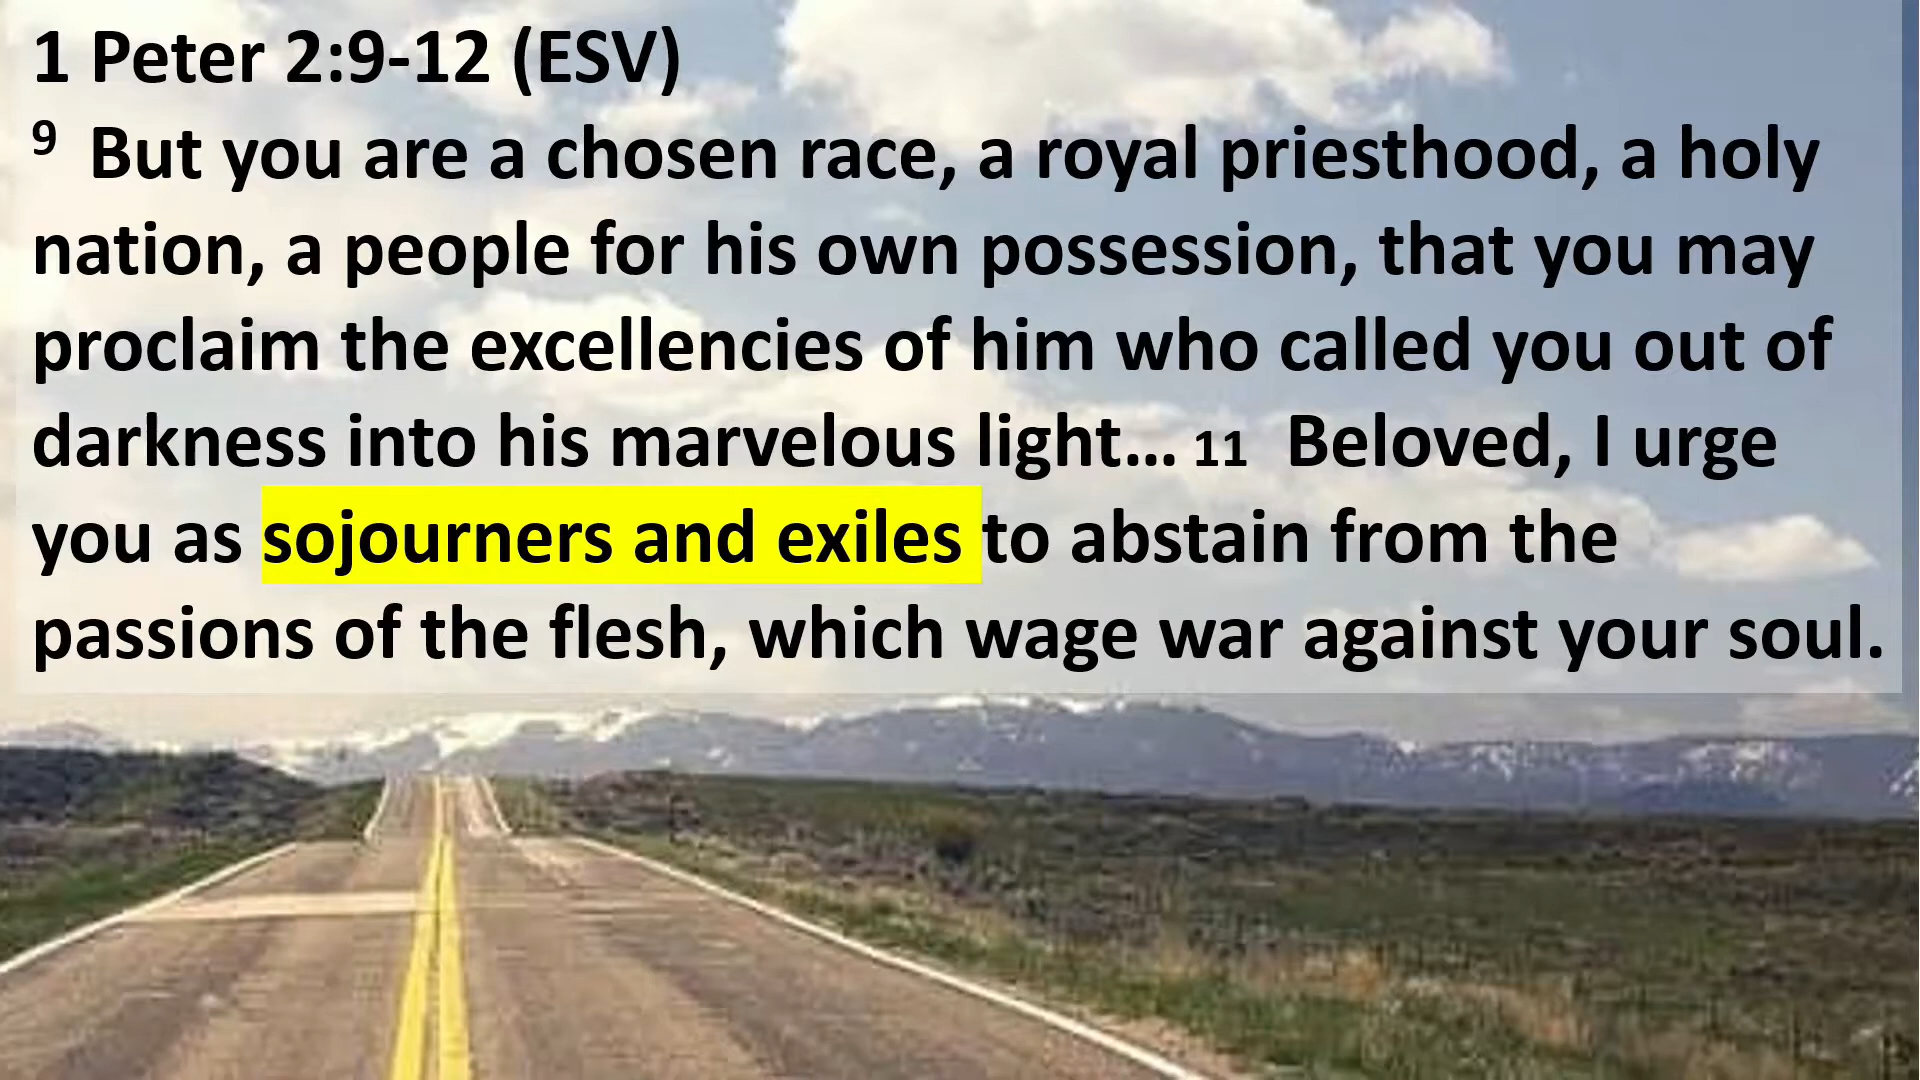 1 Peter 2:9-12 (ESV)
9 But you are a chosen race, a royal priesthood, a holy
nation, a people for his own possession, that you may
proclaim the excellencies of him who called you out of
darkness into his marvelous light… 11 Beloved, I urge
you as sojourners and exiles to abstain from the
passions of the flesh, which wage war against your soul.